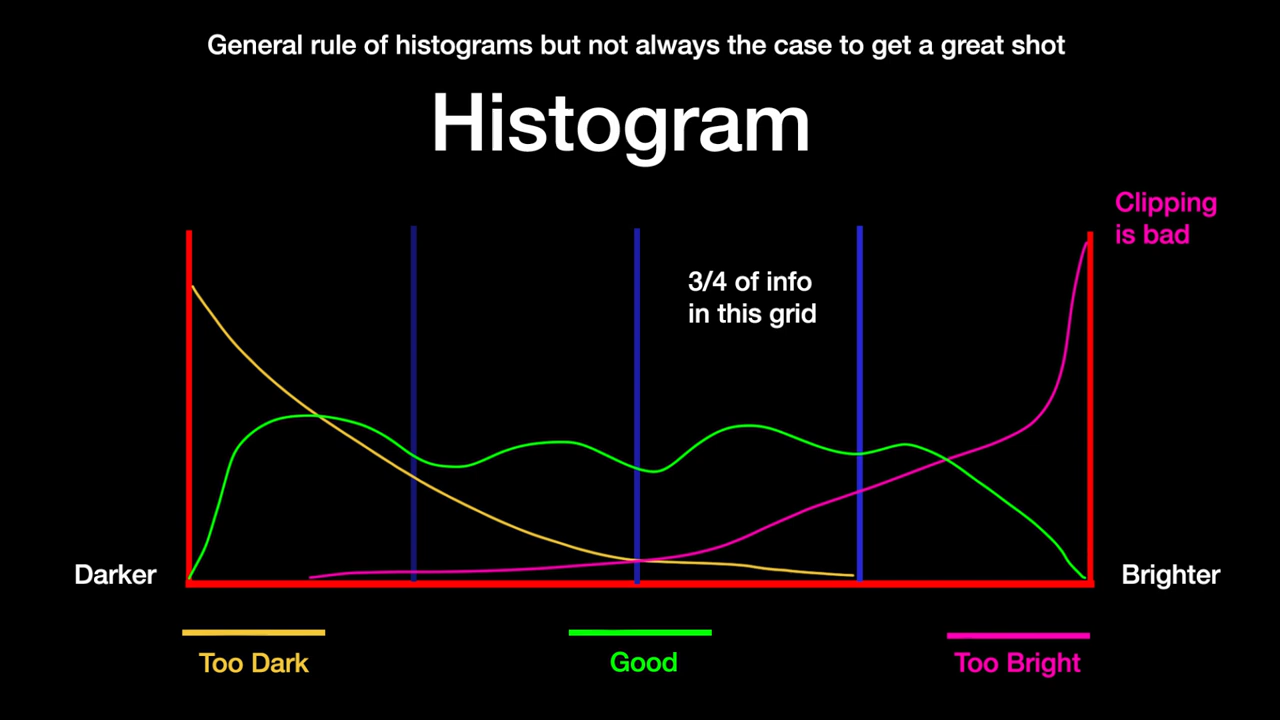 General rule of histograms but not always the case to get a great shot
Histogram
Clipping
is bad
3/4 of info
in this grid
Darker
Brighter
Too Dark
Good
Too Bright